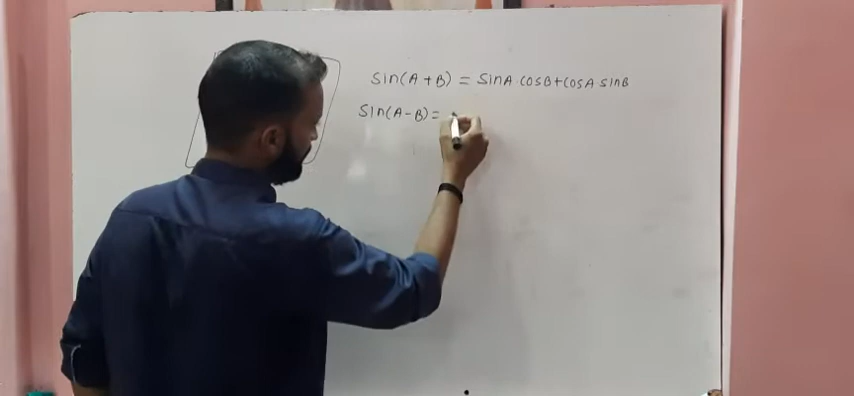 Sin(A+B) = SinA·CosB+CosA·SinB
Sin(A-B)=